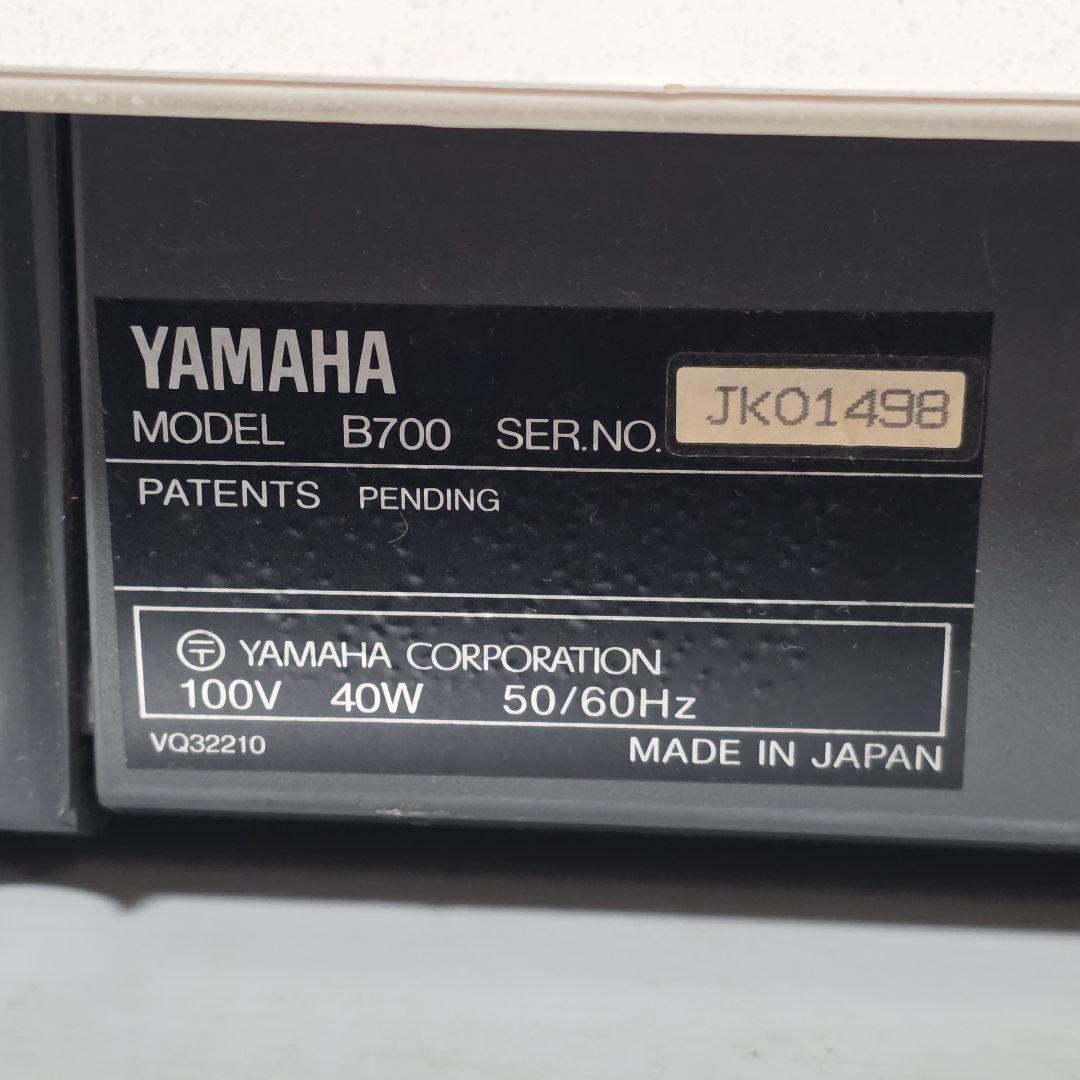 YAMAHA
MODEL B700 SER.NO. JK01498
PATENTS PENDING
〒 YAMAHA CORPORATION
100V 40W 50/60Hz
VQ32210 MADE IN JAPAN